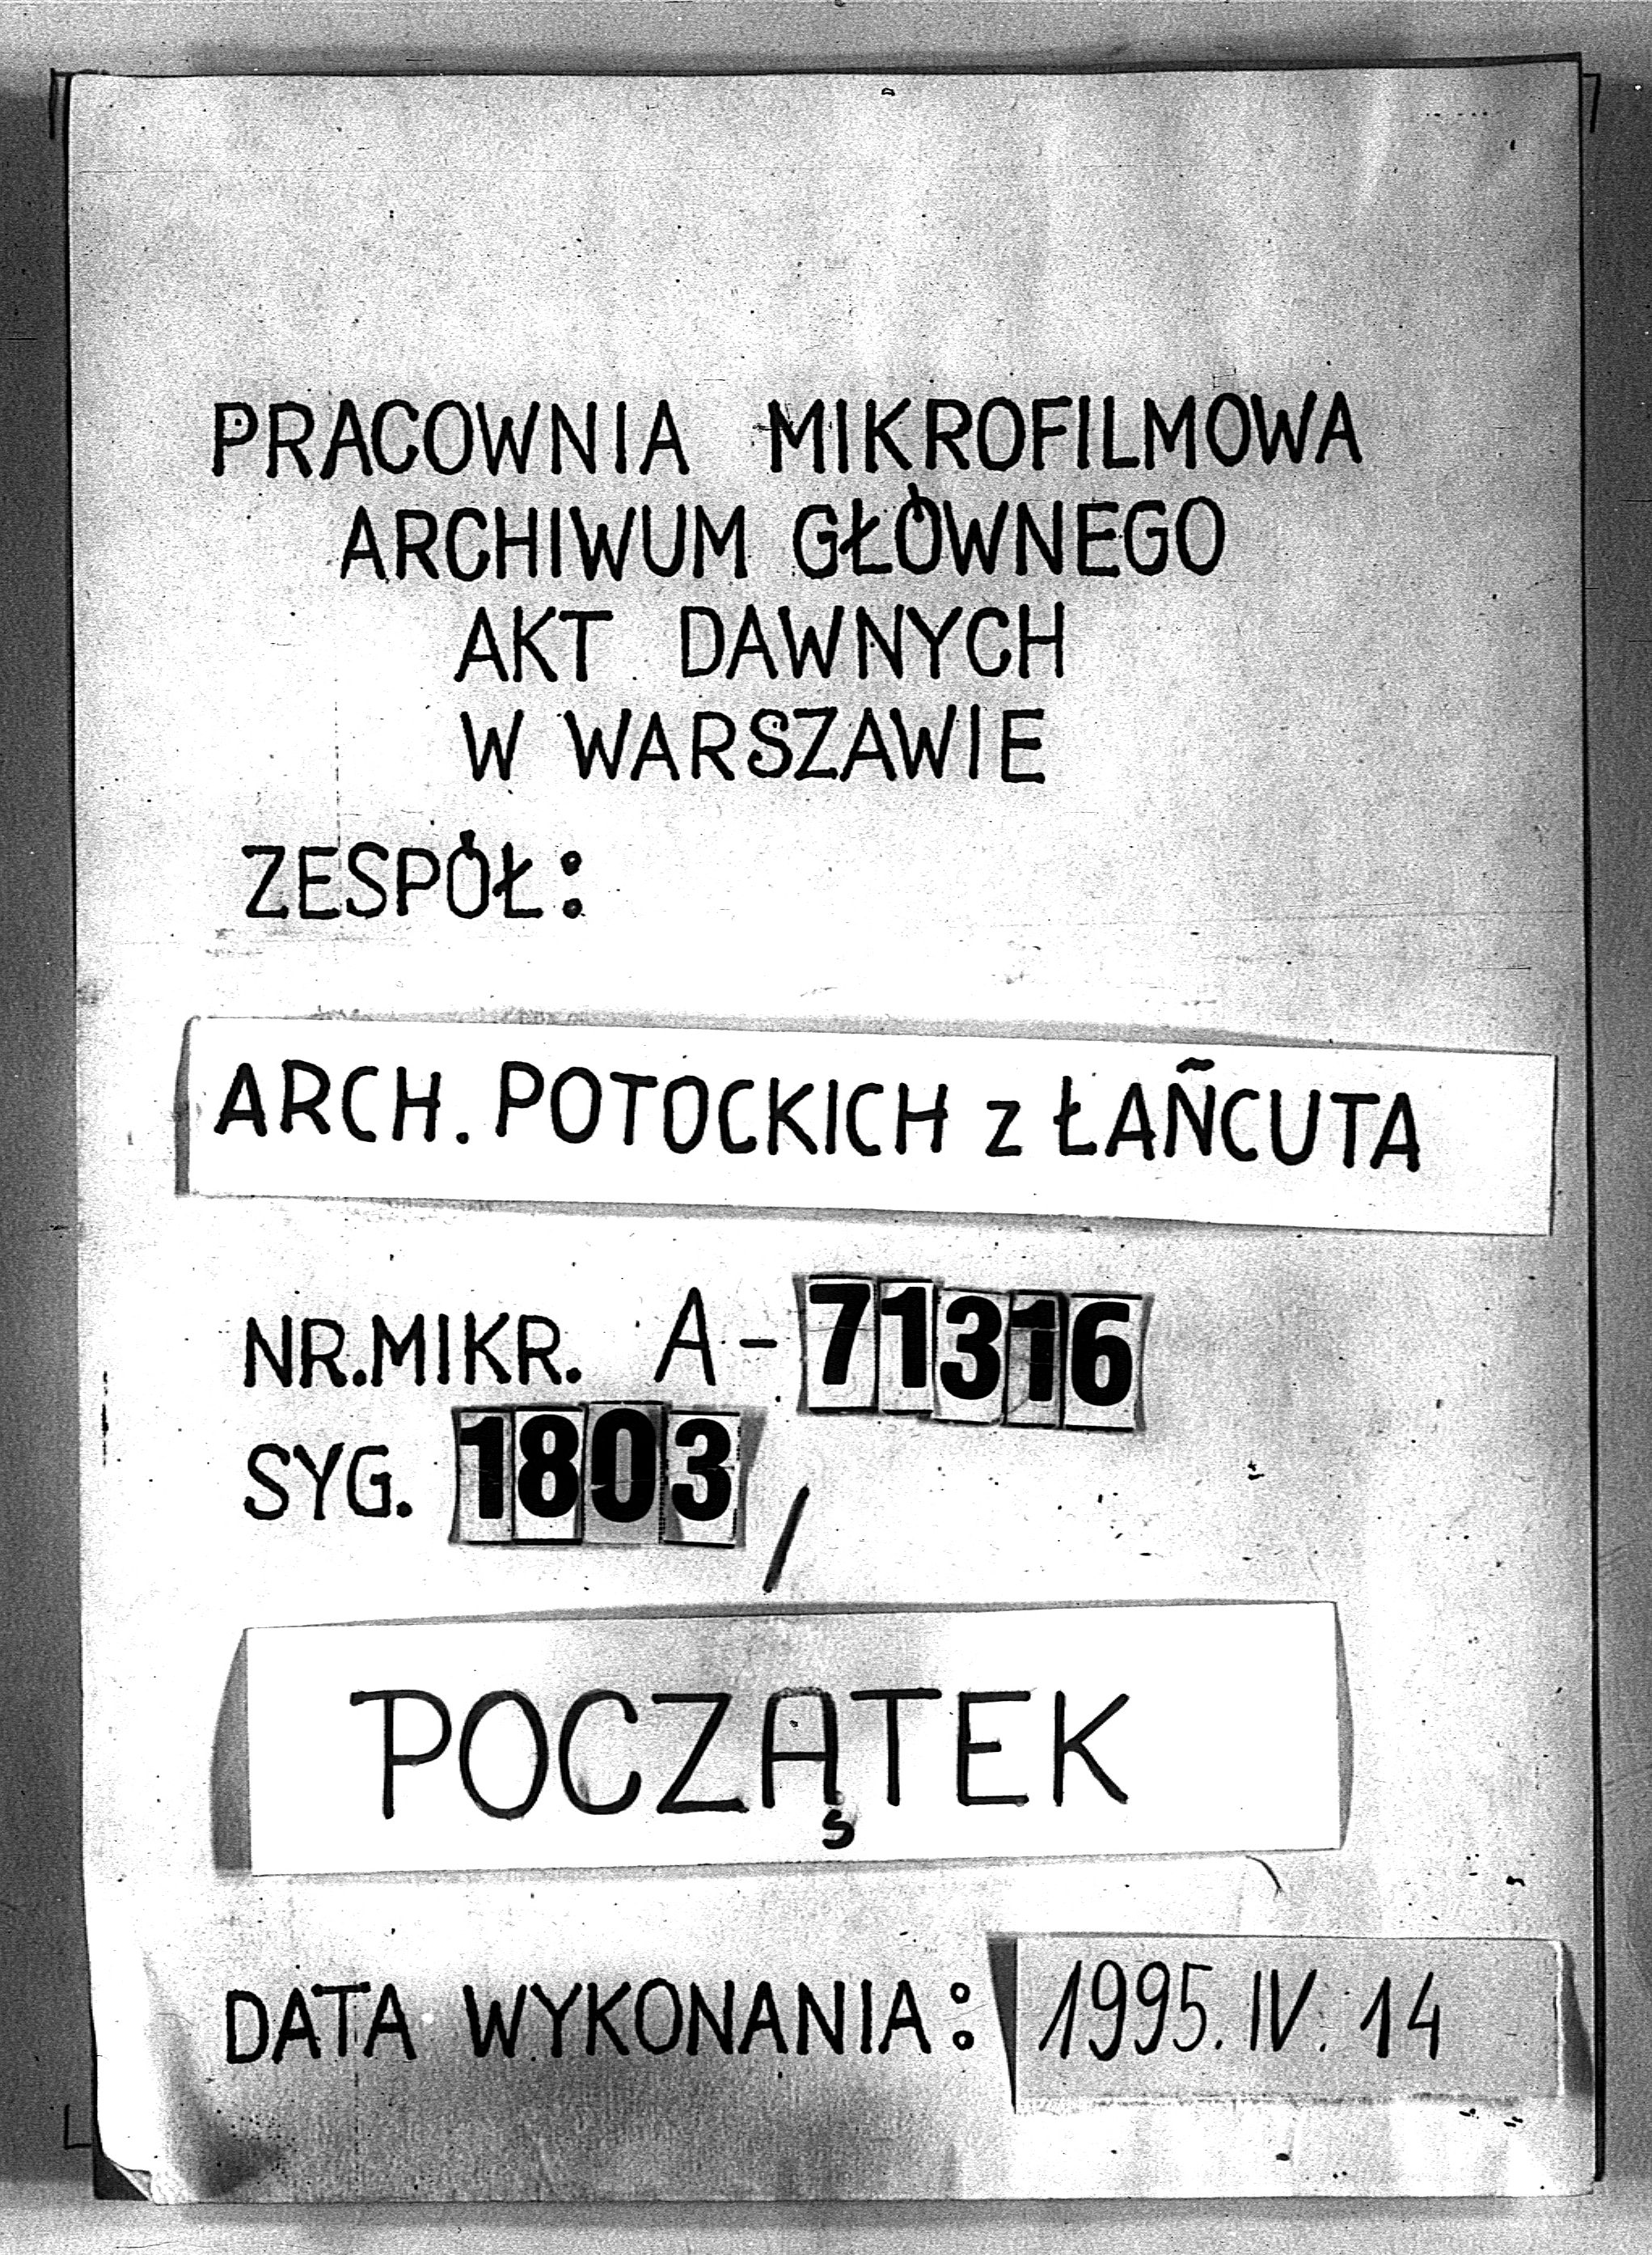 PRACOWNIA MIKROFILMOWA
ARCHIWUM GŁÓWNEGO
AKT DAWNYCH
W WARSZAWIE
ZESPÓŁ:
ARCH. POTOCKICH z ŁAŃCUTA
NR.MIKR. A-71316
SYG. 1803/
POCZĄTEK
DATA WYKONANIA: 1995.IV.14